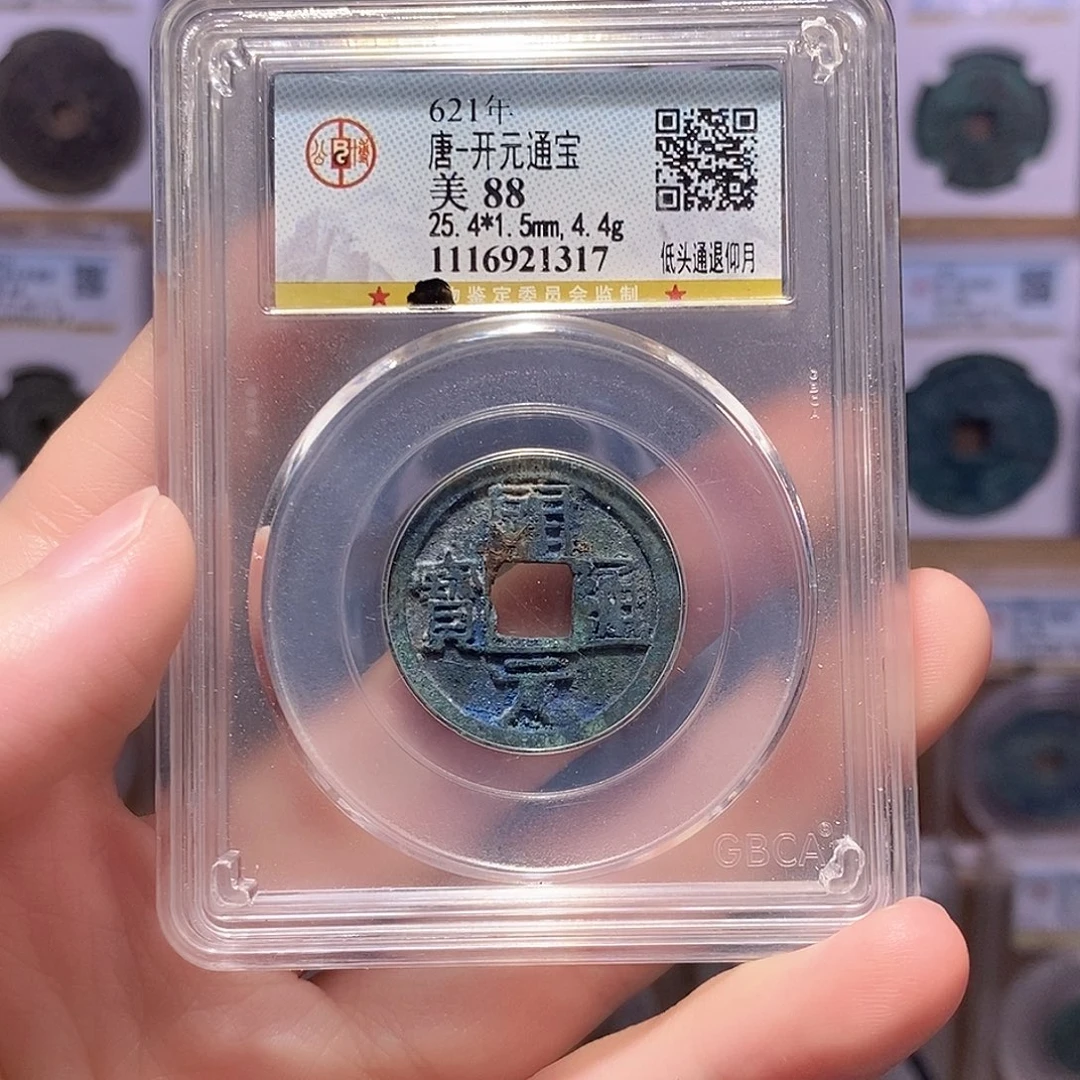 621年
唐-开元通宝
美 88
25.4*1.5mm,4.4g
1116921317
低头通退仰月
鉴定委员会监制
開元通寶
GBCA®